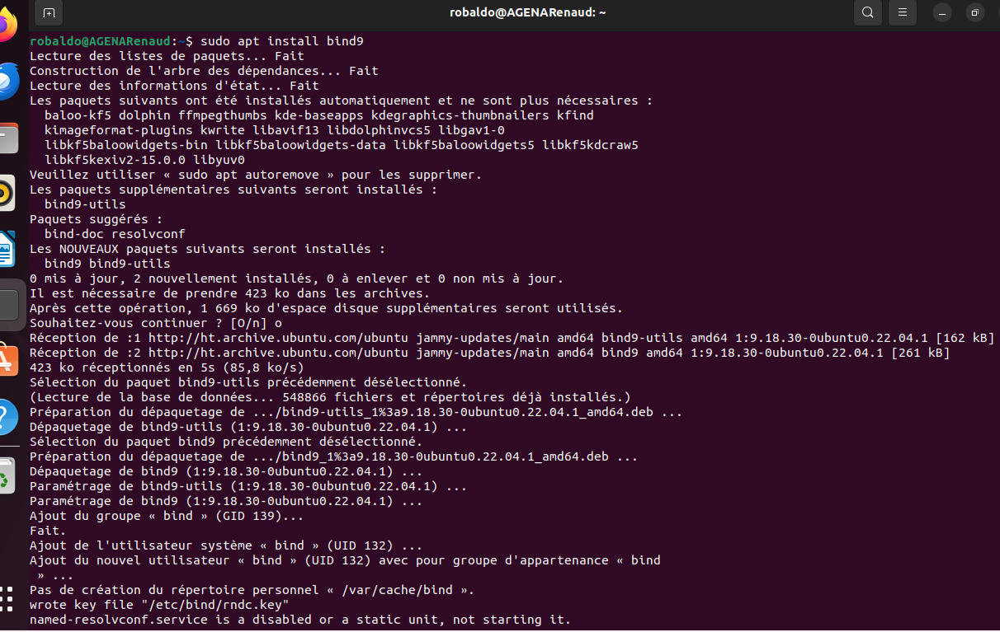 robaldo@AGENARenaud: ~
robaldo@AGENARenaud:~$ sudo apt install bind9
Lecture des listes de paquets... Fait
Construction de l'arbre des dépendances... Fait
Lecture des informations d'état... Fait
Les paquets suivants ont été installés automatiquement et ne sont plus nécessaires :
  baloo-kf5 dolphin ffmpegthumbs kde-baseapps kdegraphics-thumbnailers kfind
  kimageformat-plugins kwrite libavif13 libdolphinvcs5 libgav1-0
  libkf5baloowidgets-bin libkf5baloowidgets-data libkf5baloowidgets5 libkf5kdcraw5
  libkf5kexiv2-15.0.0 libyuv0
Veuillez utiliser « sudo apt autoremove » pour les supprimer.
Les paquets supplémentaires suivants seront installés :
  bind9-utils
Paquets suggérés :
  bind-doc resolvconf
Les NOUVEAUX paquets suivants seront installés :
  bind9 bind9-utils
0 mis à jour, 2 nouvellement installés, 0 à enlever et 0 non mis à jour.
Il est nécessaire de prendre 423 ko dans les archives.
Après cette opération, 1 669 ko d'espace disque supplémentaires seront utilisés.
Souhaitez-vous continuer ? [O/n] o
Réception de :1 http://ht.archive.ubuntu.com/ubuntu jammy-updates/main amd64 bind9-utils amd64 1:9.18.30-0ubuntu0.22.04.1 [162 kB]
Réception de :2 http://ht.archive.ubuntu.com/ubuntu jammy-updates/main amd64 bind9 amd64 1:9.18.30-0ubuntu0.22.04.1 [261 kB]
423 ko réceptionnés en 5s (85,8 ko/s)
Sélection du paquet bind9-utils précédemment désélectionné.
(Lecture de la base de données... 548866 fichiers et répertoires déjà installés.)
Préparation du dépaquetage de .../bind9-utils_1%3a9.18.30-0ubuntu0.22.04.1_amd64.deb ...
Dépaquetage de bind9-utils (1:9.18.30-0ubuntu0.22.04.1) ...
Sélection du paquet bind9 précédemment désélectionné.
Préparation du dépaquetage de .../bind9_1%3a9.18.30-0ubuntu0.22.04.1_amd64.deb ...
Dépaquetage de bind9 (1:9.18.30-0ubuntu0.22.04.1) ...
Paramétrage de bind9-utils (1:9.18.30-0ubuntu0.22.04.1) ...
Paramétrage de bind9 (1:9.18.30-0ubuntu0.22.04.1) ...
Ajout du groupe « bind » (GID 139)...
Fait.
Ajout de l'utilisateur système « bind » (UID 132) ...
Ajout du nouvel utilisateur « bind » (UID 132) avec pour groupe d'appartenance « bind
 » ...
Pas de création du répertoire personnel « /var/cache/bind ».
wrote key file "/etc/bind/rndc.key"
named-resolvconf.service is a disabled or a static unit, not starting it.